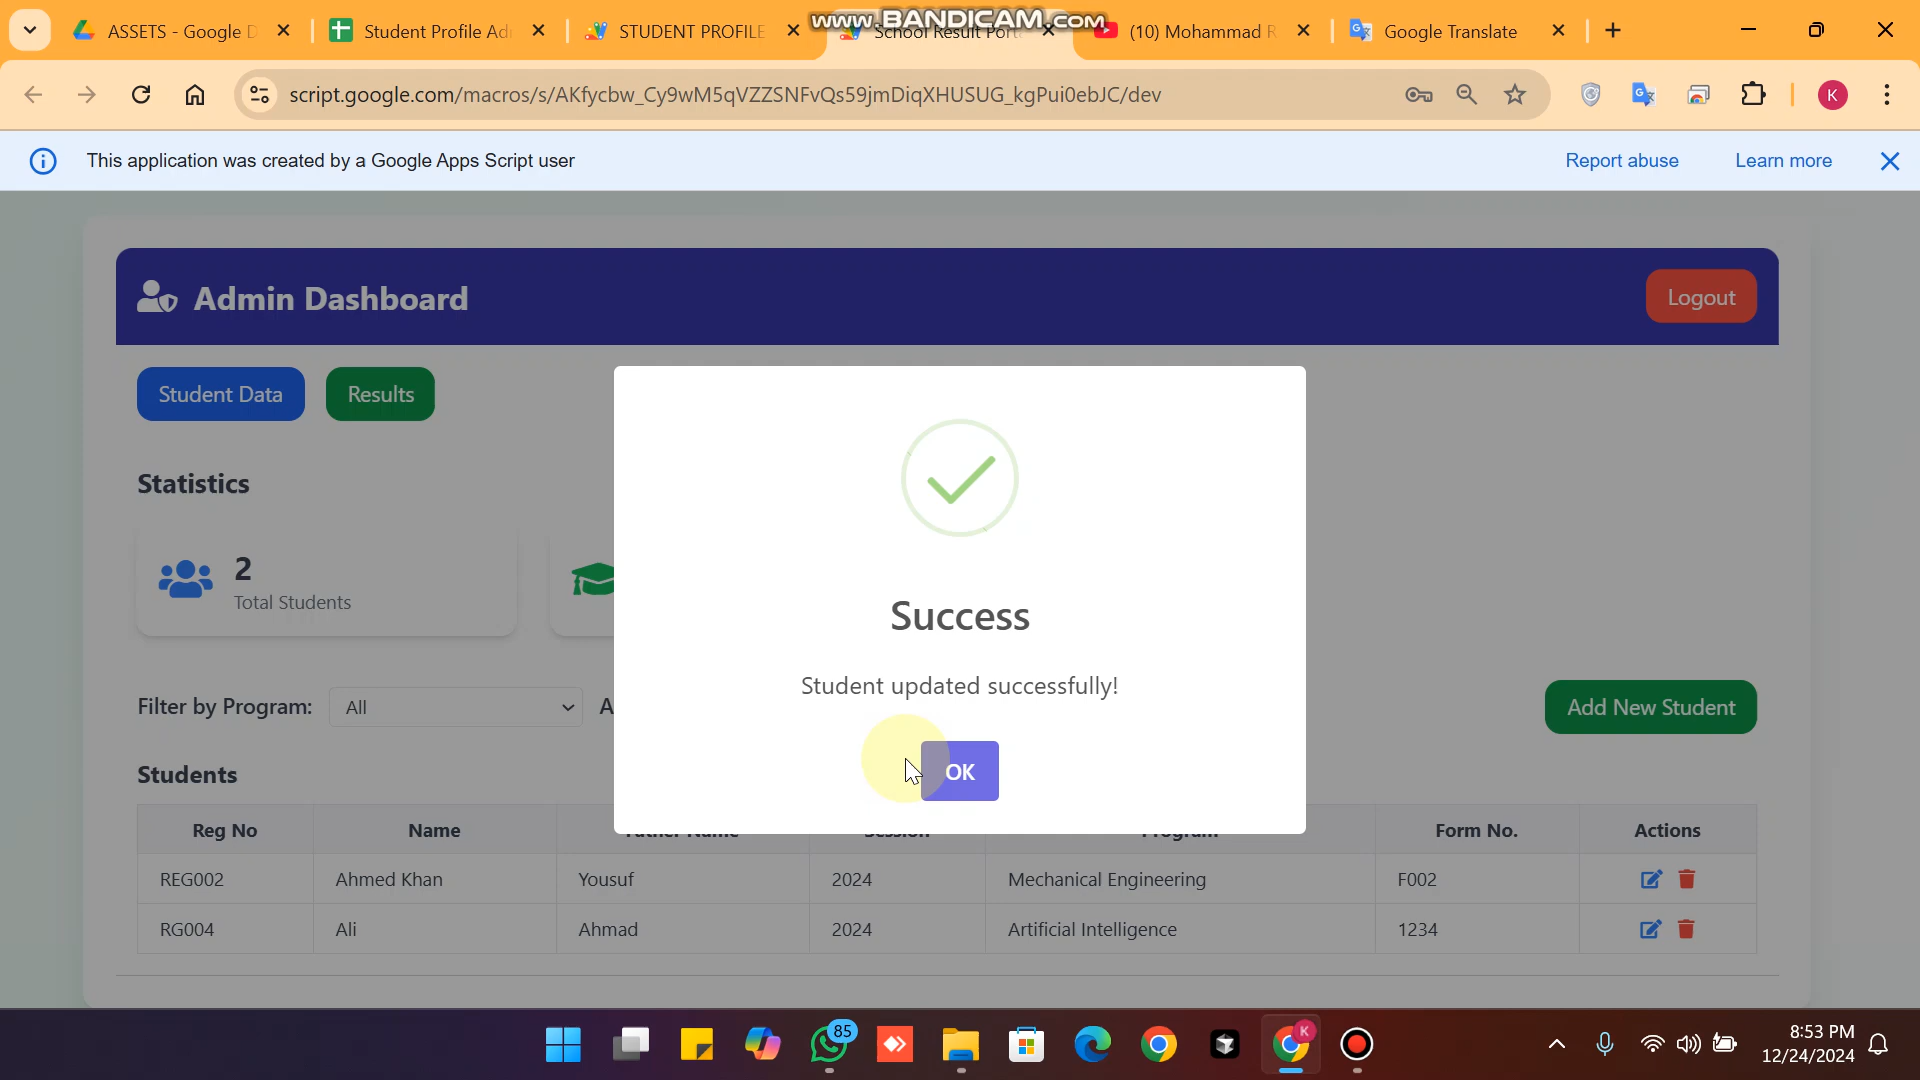 ASSETS - Google D
Student Profile Ad
STUDENT PROFILE
School Result Port
(10) Mohammad R
Google Translate
www.BANDICAM.COM
script.google.com/macros/s/AKfycbw_Cy9wM5qVZZSNFvQs59jmDiqXHUSUG_kgPui0ebJC/dev
K
This application was created by a Google Apps Script user
Report abuse
Learn more
Admin Dashboard
Logout
Student Data
Results
Statistics
2
Total Students
Success
Student updated successfully!
OK
Filter by Program:
All
A
Add New Student
Students
Reg No
Name
Father Name
Session
Program
Form No.
Actions
REG002
Ahmed Khan
Yousuf
2024
Mechanical Engineering
F002
RG004
Ali
Ahmad
2024
Artificial Intelligence
1234
85
K
8:53 PM
12/24/2024